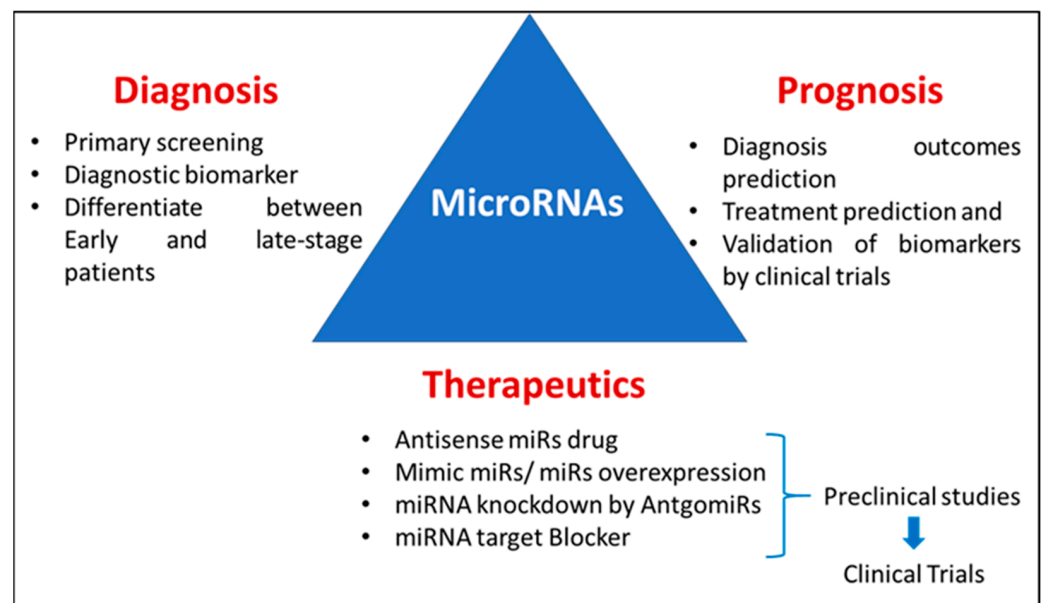 Diagnosis
• Primary screening
• Diagnostic biomarker
• Differentiate between
Early and late-stage
patients
MicroRNAs
Prognosis
• Diagnosis outcomes
prediction
• Treatment prediction and
• Validation of biomarkers
by clinical trials
Therapeutics
• Antisense miRs drug
• Mimic miRs/ miRs overexpression
• miRNA knockdown by AntgomiRs
• miRNA target Blocker
Preclinical studies
Clinical Trials